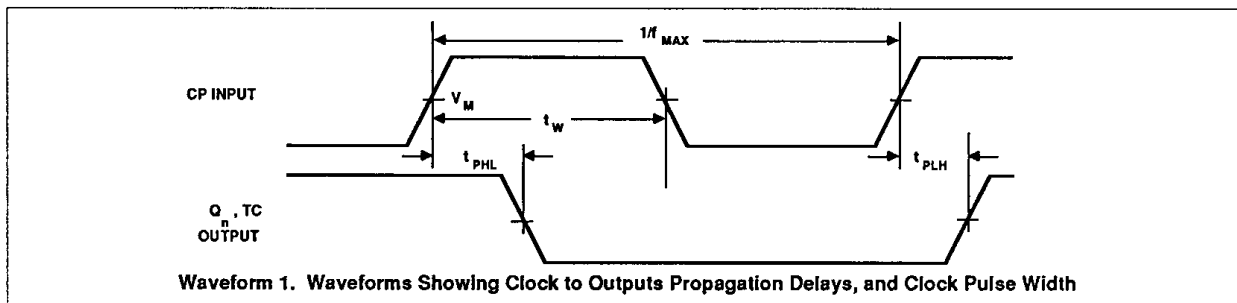 1/f MAX
CP INPUT
V M
t W
t PHL
t PLH
Q n , TC
OUTPUT
Waveform 1. Waveforms Showing Clock to Outputs Propagation Delays, and Clock Pulse Width